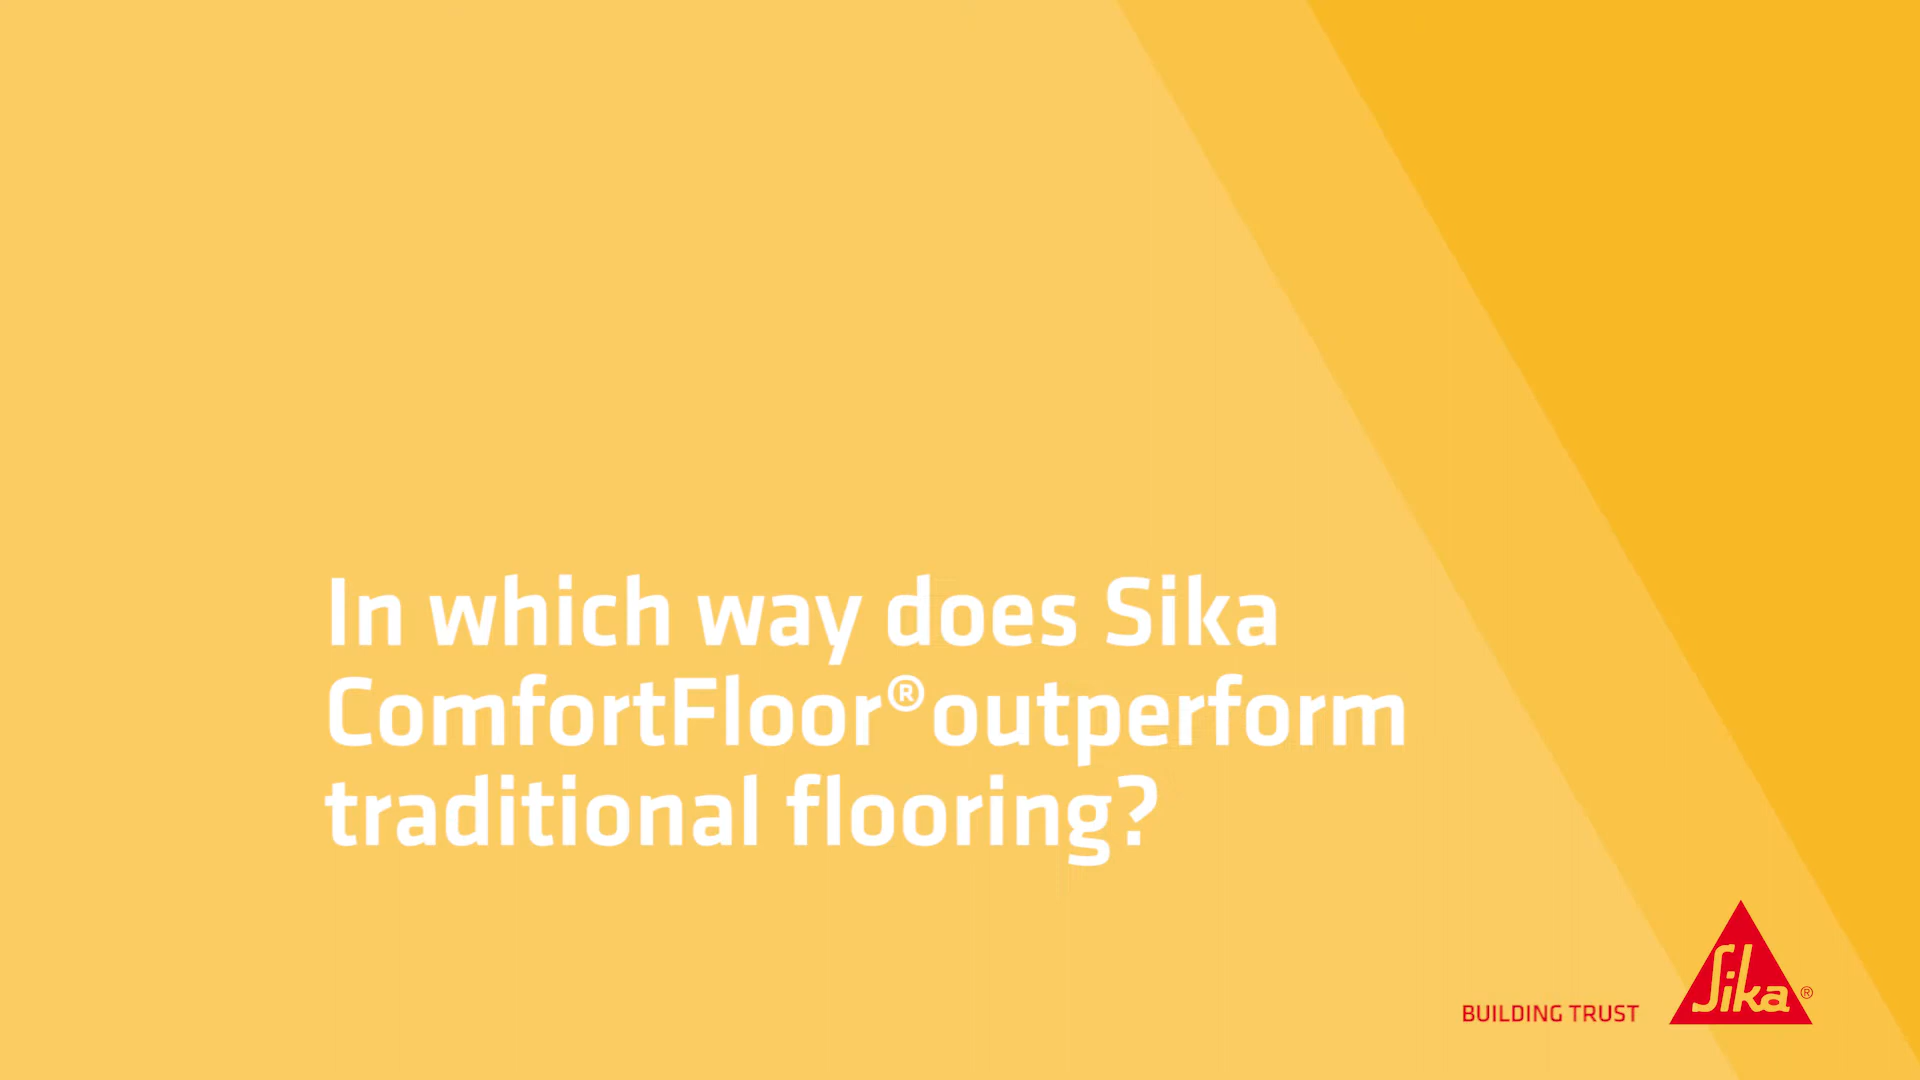 In which way does Sika
ComfortFloor® outperform
traditional flooring?
BUILDING TRUST
Sika®